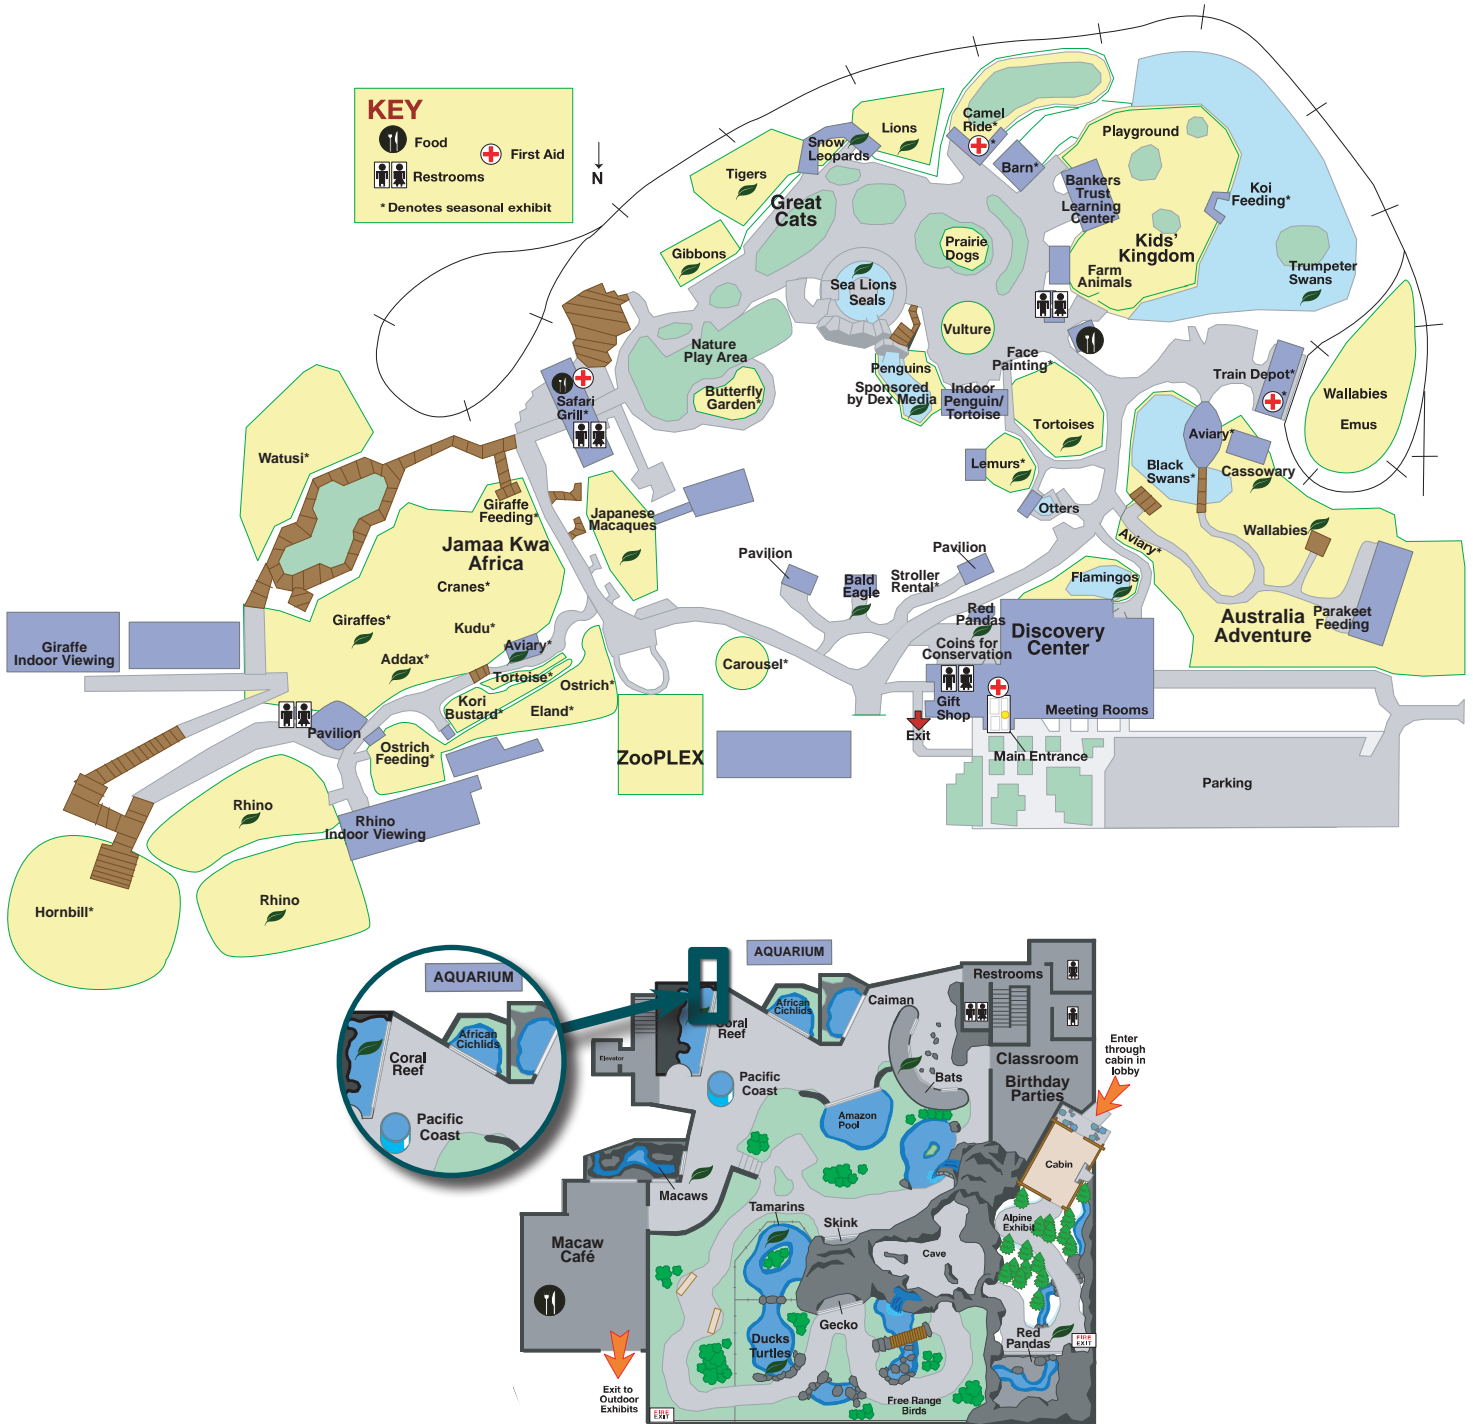 KEY
Food
First Aid
Restrooms
* Denotes seasonal exhibit
N
Lions
Snow
Leopards
Tigers
Great
Cats
Gibbons
Camel
Ride*
*
Barn*
Playground
Bankers
Trust
Learning
Center
Koi
Feeding*
Kids'
Kingdom
Farm
Animals
Trumpeter
Swans
Prairie
Dogs
Sea Lions
Seals
Vulture
Nature
Play Area
Butterfly
Garden*
Penguins
Sponsored
by Dex Media
Indoor
Penguin/
Tortoise
Face
Painting*
Train Depot*
*
Wallabies
Emus
Safari
Grill*
Tortoises
Lemurs*
Otters
Aviary*
Black
Swans*
Cassowary
Wallabies
Aviary*
Watusi*
Giraffe
Feeding*
Japanese
Macaques
Jamaa Kwa
Africa
Cranes*
Giraffes*
Kudu*
Addax*
Aviary*
Tortoise*
Ostrich*
Kori
Bustard*
Eland*
Giraffe
Indoor Viewing
Pavilion
Ostrich
Feeding*
Rhino
Rhino
Indoor Viewing
Rhino
Hornbill*
Pavilion
Bald
Eagle
Stroller
Rental*
Pavilion
Flamingos
Red
Pandas
Coins for
Conservation
Discovery
Center
Australia
Adventure
Parakeet
Feeding
Carousel*
Gift
Shop
Meeting Rooms
Exit
Main Entrance
Parking
ZooPLEX
AQUARIUM
African
Cichlids
Coral
Reef
Pacific
Coast
AQUARIUM
African
Cichlids
Caiman
Coral
Reef
Elevator
Pacific
Coast
Restrooms
Classroom
Birthday
Parties
Enter
through
cabin in
lobby
Bats
Amazon
Pool
Cabin
Macaws
Tamarins
Skink
Alpine
Exhibit
Cave
Macaw
Café
Gecko
Ducks
Turtles
Red
Pandas
FIRE
EXIT
Exit to
Outdoor
Exhibits
FIRE
EXIT
Free Range
Birds